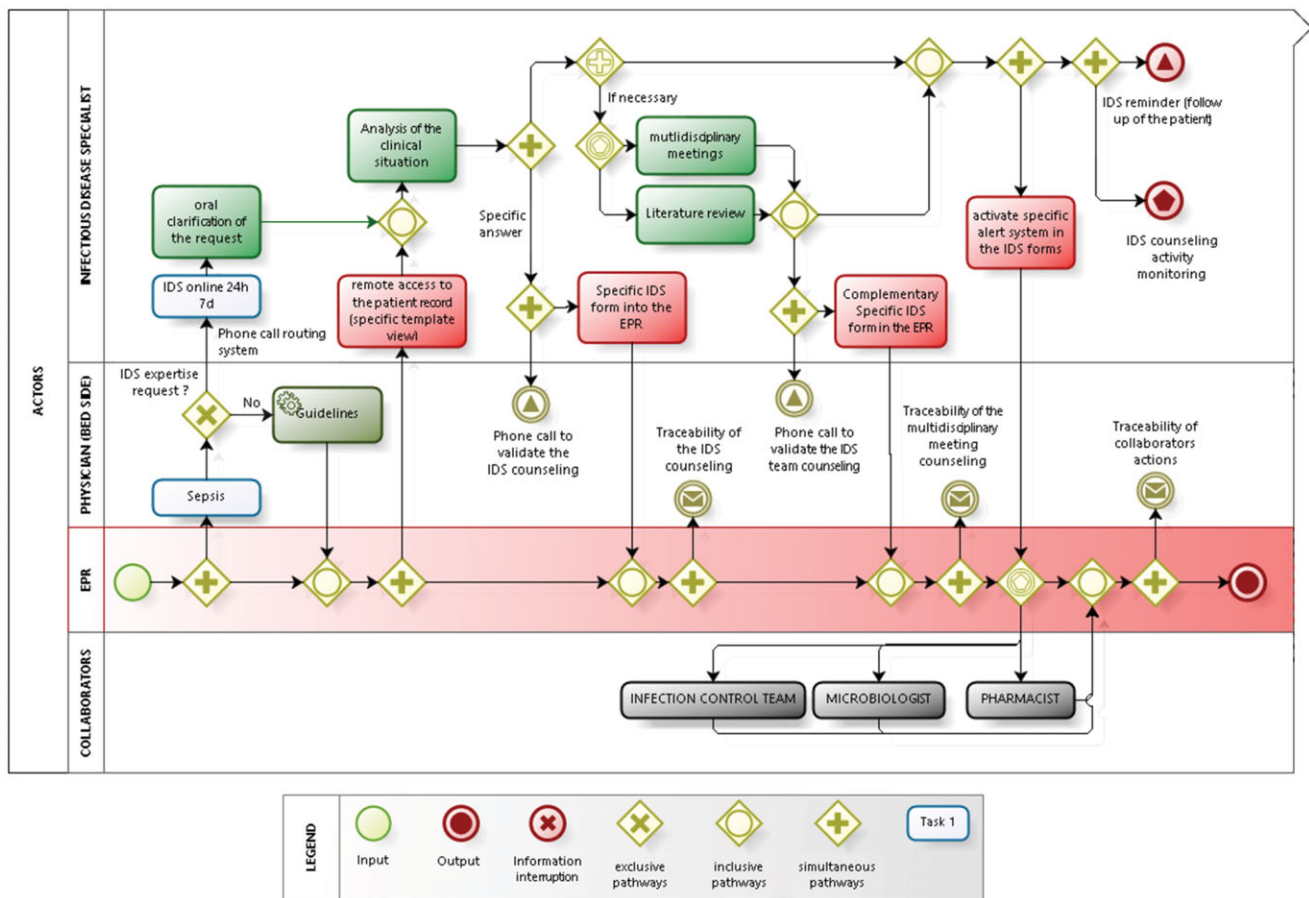 ACTORS
INFECTIOUS DISEASE SPECIALIST
If necessary
IDS reminder (follow
up of the patient)
Analysis of the
clinical
situation
mutlidisciplinary
meetings
Literature review
Specific
answer
oral
clarification of
the request
activate specific
alert system in
the IDS forms
IDS counseling
activity
monitoring
IDS online 24h
7d
remote access to
the patient record
(specific template
view)
Specific IDS
form into the
EPR
Complementary
Specific IDS
form in the EPR
Phone call routing
system
PHYSICIAN (BED SIDE)
IDS expertise
request ?
No
Guidelines
Phone call to
validate the
IDS counseling
Traceability of
the IDS
counseling
Phone call to
validate the IDS
team counseling
Traceability of the
multidisciplinary
meeting
counseling
Traceability of
collaborators
actions
Sepsis
EPR
COLLABORATORS
INFECTION CONTROL TEAM
MICROBIOLOGIST
PHARMACIST
LEGEND
Input
Output
Information
interruption
exclusive
pathways
inclusive
pathways
simultaneous
pathways
Task 1